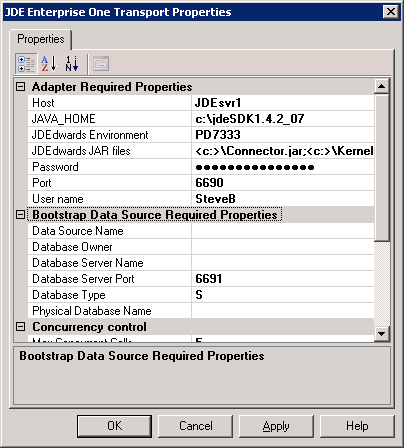 JDE Enterprise One Transport Properties
Properties
Adapter Required Properties
Host JDEsvr1
JAVA_HOME c:\jdeSDK1.4.2_07
JDEdwards Environment PD7333
JDEdwards JAR files <c:>\Connector.jar;<c:>\Kernel
Password ●●●●●●●●●●●●●●●
Port 6690
User name SteveB
Bootstrap Data Source Required Properties
Data Source Name
Database Owner
Database Server Name
Database Server Port 6691
Database Type S
Physical Database Name
Concurrency control
Max Concurrent Calls 5
Bootstrap Data Source Required Properties
OK Cancel Apply Help